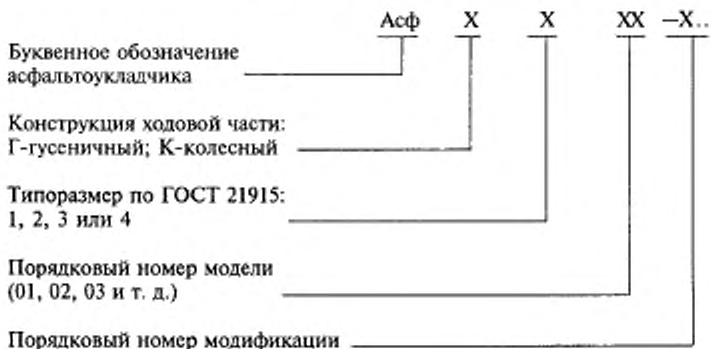 Асф X X XX –X..
Буквенное обозначение
асфальтоукладчика
Конструкция ходовой части:
Г-гусеничный; К-колесный
Типоразмер по ГОСТ 21915:
1, 2, 3 или 4
Порядковый номер модели
(01, 02, 03 и т. д.)
Порядковый номер модификации